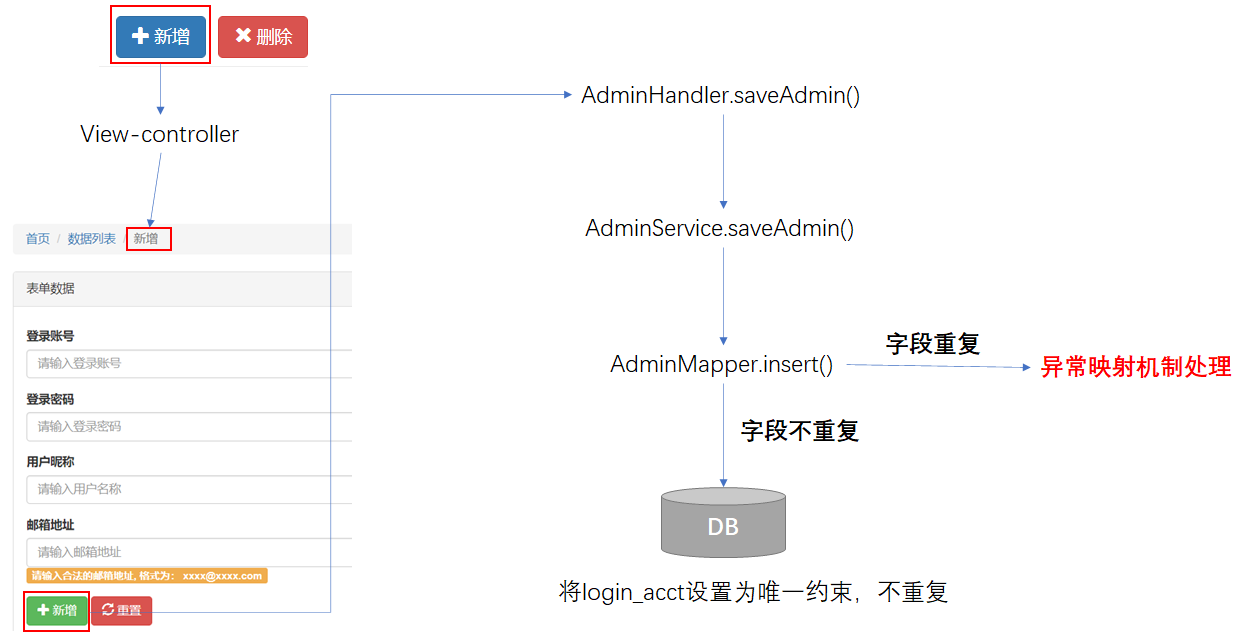 新增
删除
View-controller
首页 / 数据列表 / 新增
表单数据
登录账号
请输入登录账号
登录密码
请输入登录密码
用户昵称
请输入用户名称
邮箱地址
请输入邮箱地址
请输入合法的邮箱地址, 格式为： xxxx@xxxx.com
新增
重置
AdminHandler.saveAdmin()
AdminService.saveAdmin()
AdminMapper.insert()
字段重复
异常映射机制处理
字段不重复
DB
将login_acct设置为唯一约束，不重复